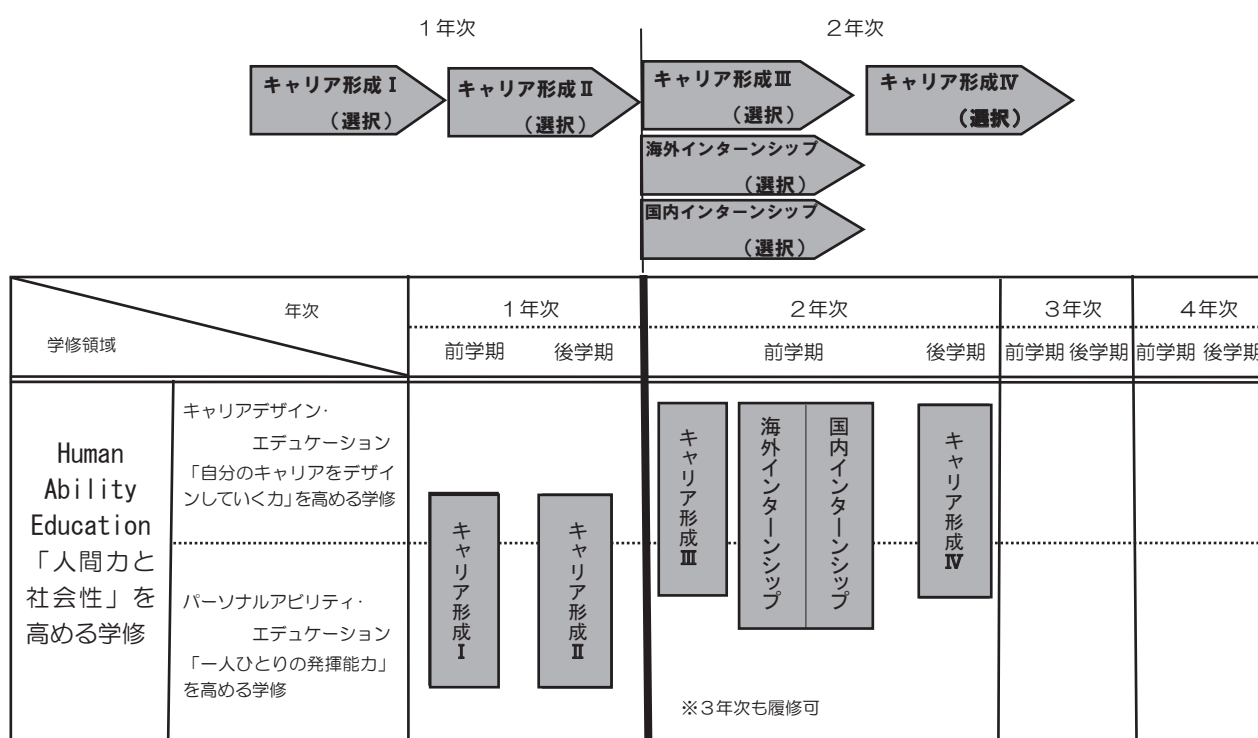 １年次
２年次
キャリア形成Ⅰ
（選択）
キャリア形成Ⅱ
（選択）
キャリア形成Ⅲ
（選択）
キャリア形成Ⅳ
（選択）
海外インターンシップ
（選択）
国内インターンシップ
（選択）
年次
学修領域
１年次
２年次
３年次
４年次
前学期
後学期
前学期
後学期
前学期
後学期
前学期
後学期
Human
Ability
Education
「人間力と
社会性」を
高める学修
キャリアデザイン・
エデュケーション
「自分のキャリアをデザイ
ンしていく力」を高める学修
パーソナルアビリティ・
エデュケーション
「一人ひとりの発揮能力」
を高める学修
キャリア形成Ⅰ
キャリア形成Ⅱ
キャリア形成Ⅲ
海外インターンシップ
国内インターンシップ
キャリア形成Ⅳ
※３年次も履修可